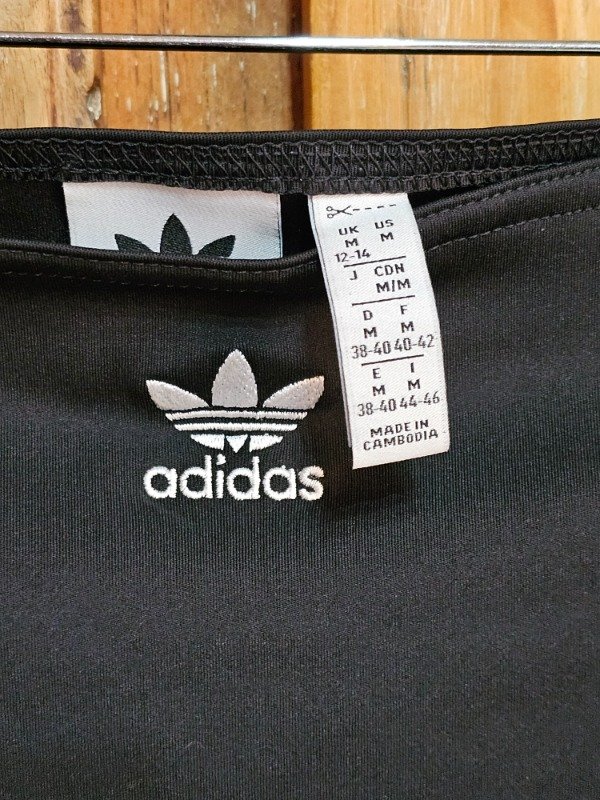 UK US
M M
12-14
J CDN
M/M
D F
M M
38-40 40-42
E I
M M
38-40 44-46
MADE IN
CAMBODIA
adidas